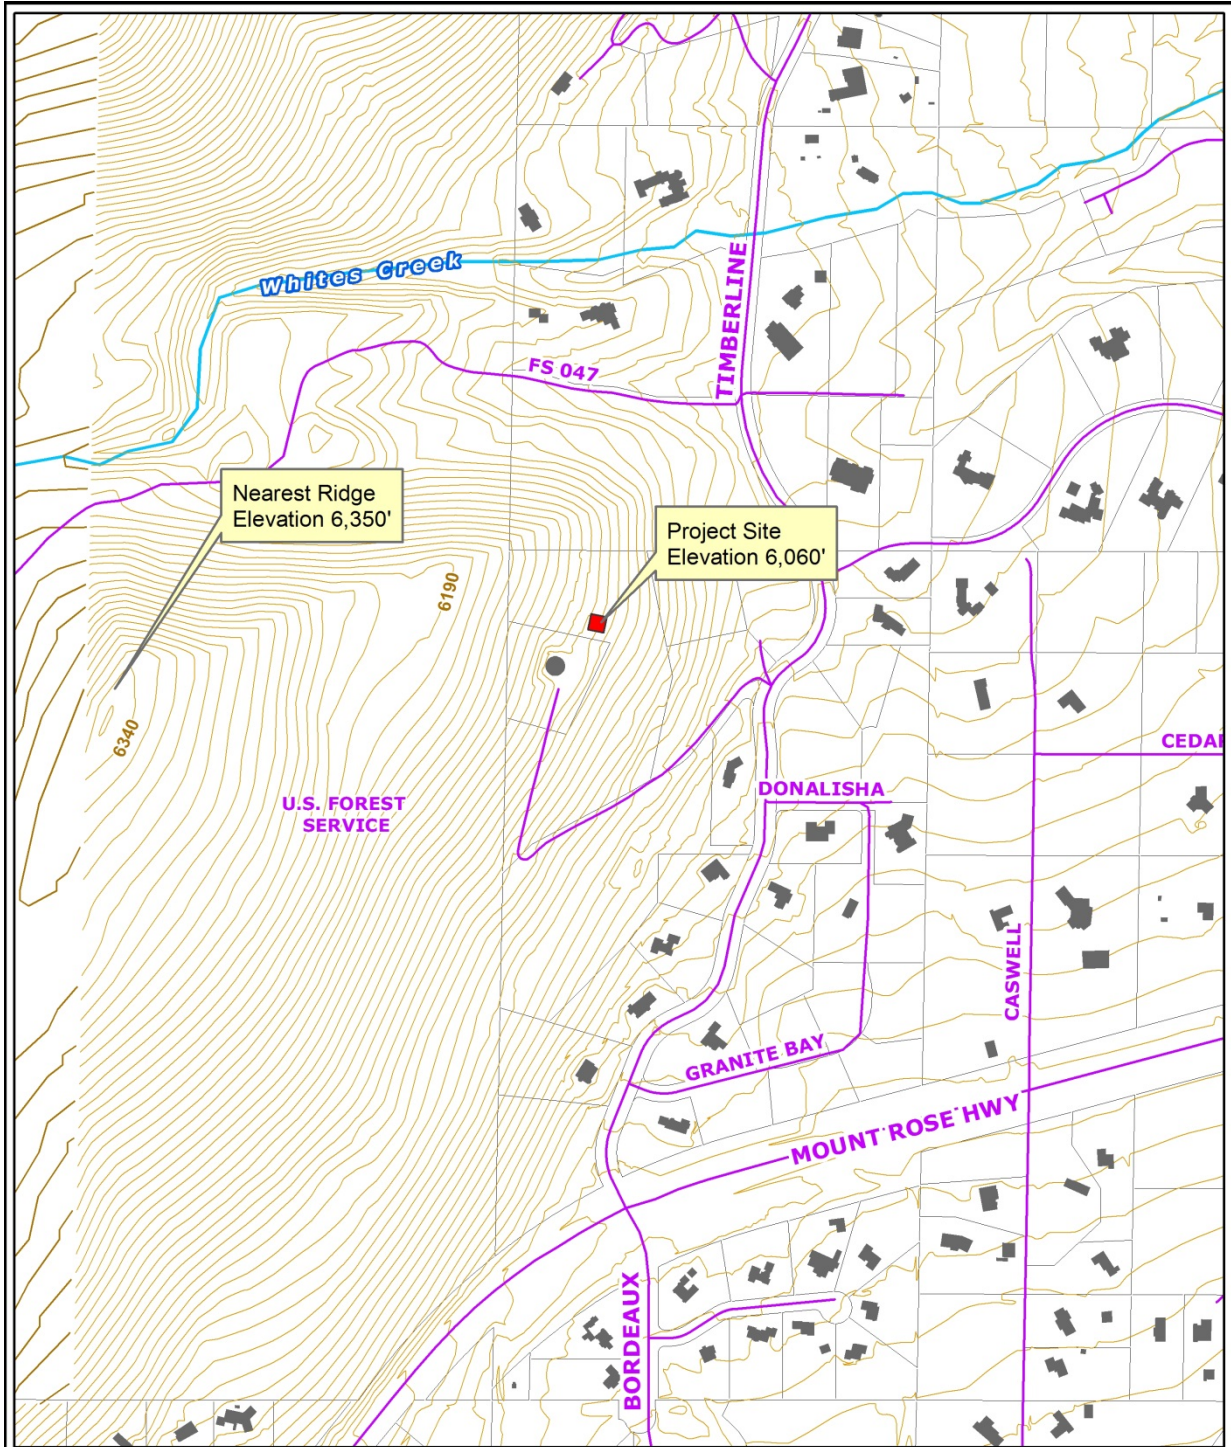 Whites Creek
TIMBERLINE
FS 047
Nearest Ridge
Elevation 6,350'
Project Site
Elevation 6,060'
6190
6340
U.S. FOREST
SERVICE
CEDAR
DONALISHA
CASWELL
GRANITE BAY
MOUNT ROSE HWY
BORDEAUX